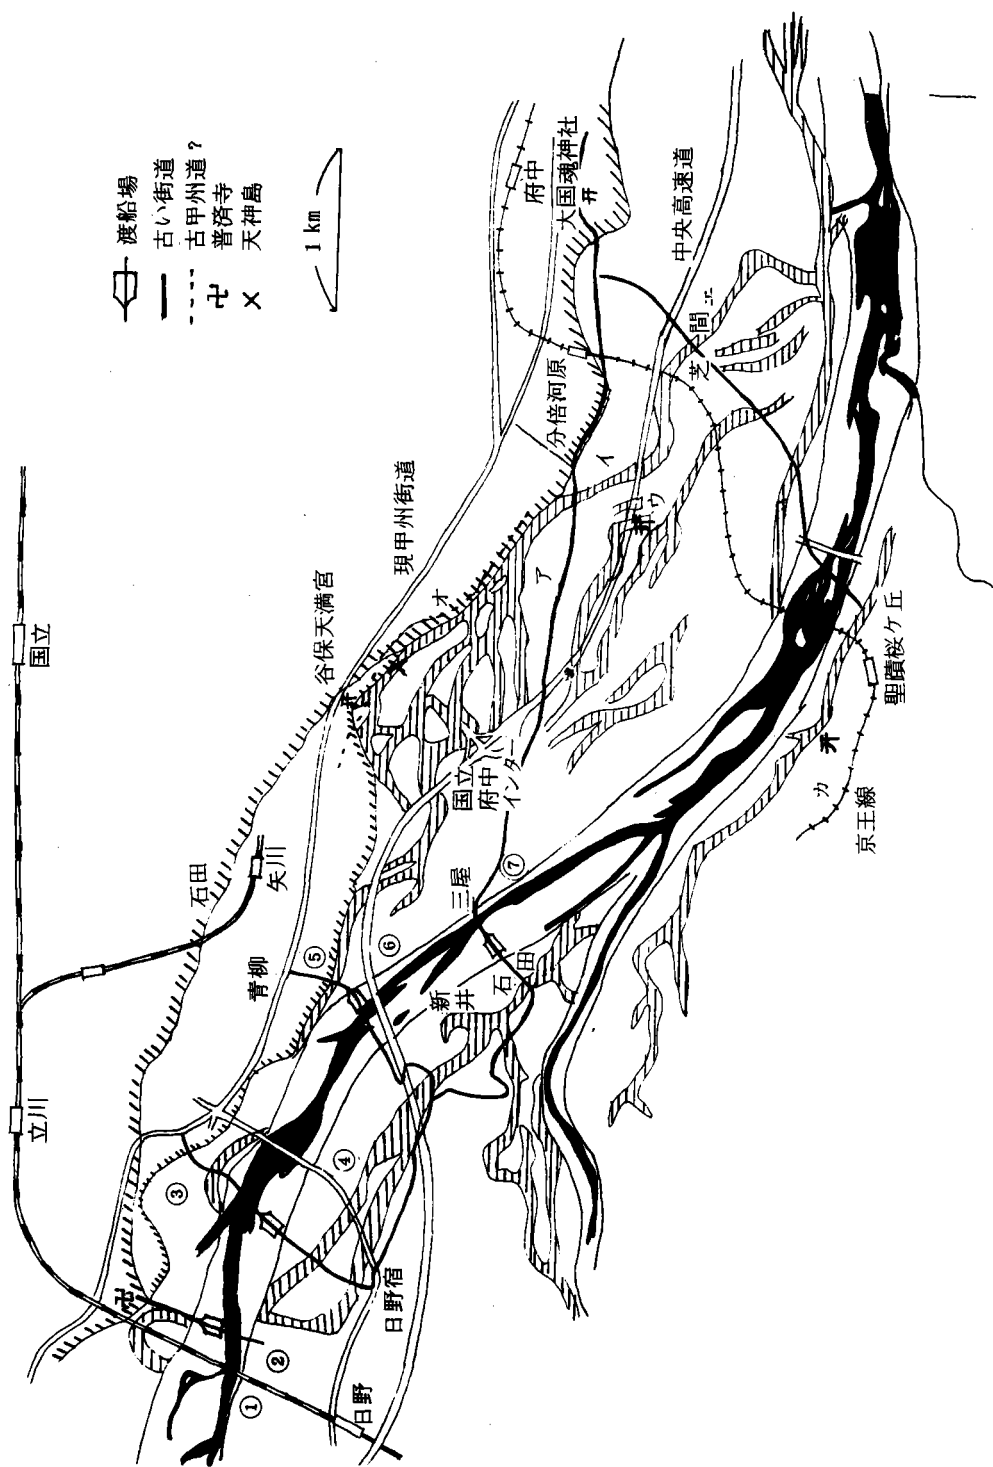 渡船場
古い街道
古甲州道?
普済寺
天神島
1km
府中
大国魂神社
中央高速道
芝間
エ
分倍河原
イ
ウ
現甲州街道
ア
オ
谷保天満宮
国立
国立
府中
インター
聖蹟桜ヶ丘
カ
京王線
石田
矢川
三屋
⑦
⑥
⑤
青柳
新井
石田
立川
③
④
日野宿
②
①
日野